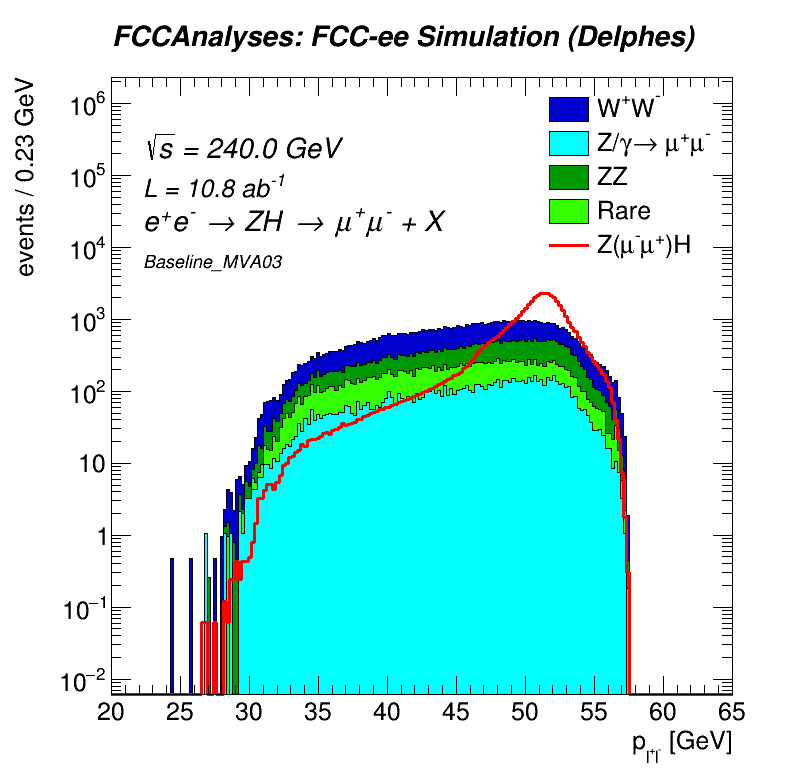 FCCAnalyses: FCC-ee Simulation (Delphes)
events / 0.23 GeV
10⁶
10⁵
10⁴
10³
10²
10
1
10⁻¹
10⁻²
√s = 240.0 GeV
L = 10.8 ab⁻¹
e⁺e⁻ → ZH → μ⁺μ⁻ + X
Baseline_MVA03
W⁺W⁻
Z/γ→ μ⁺μ⁻
ZZ
Rare
Z(μ⁻μ⁺)H
20 25 30 35 40 45 50 55 60 65
p_l⁺l⁻ [GeV]